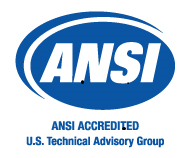 ANSI
ANSI ACCREDITED
U.S. Technical Advisory Group